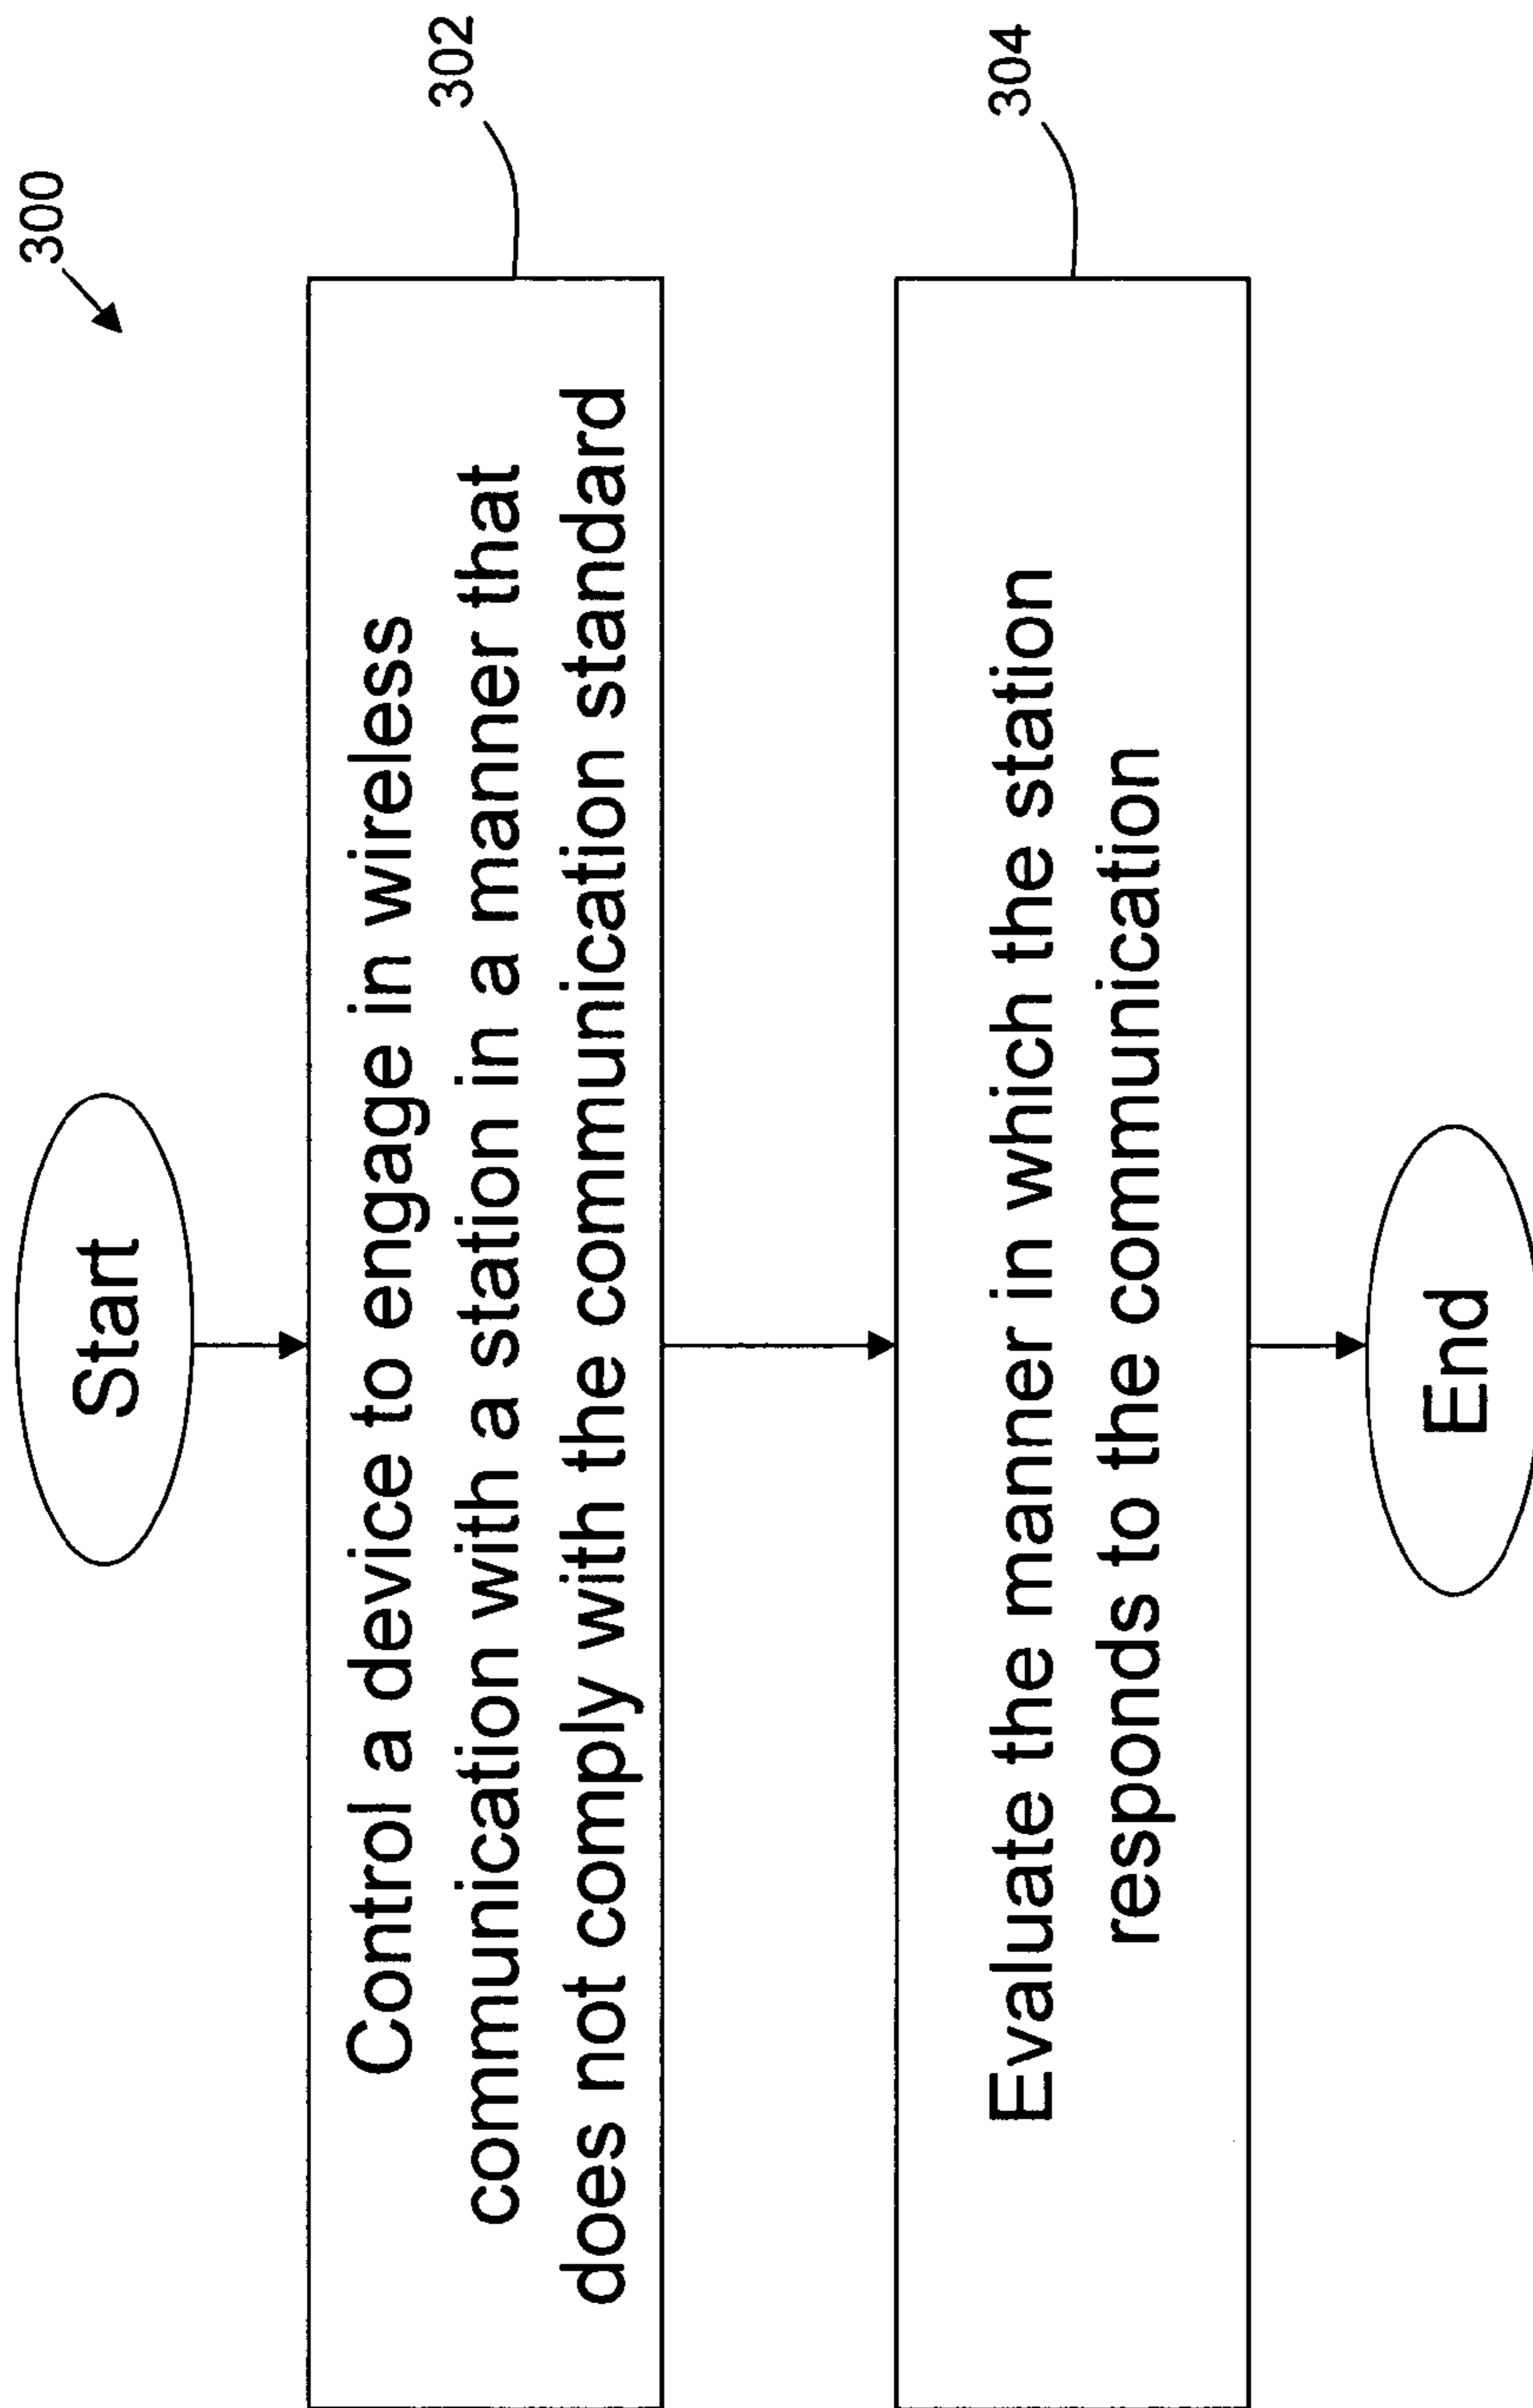 300
Start
302
Control a device to engage in wireless
communication with a station in a manner that
does not comply with the communication standard
304
Evaluate the manner in which the station
responds to the communication
End